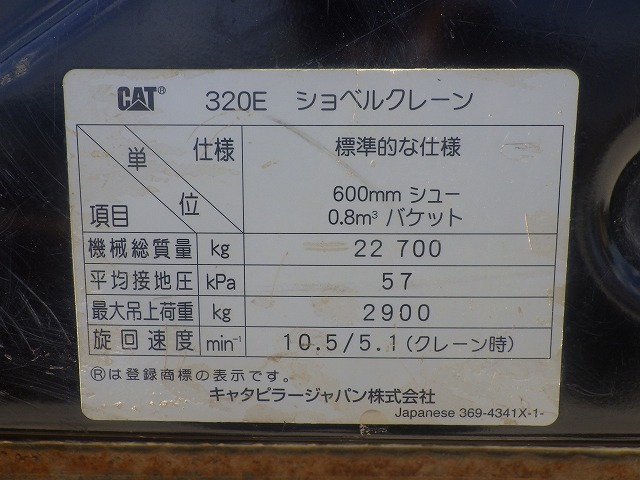 CAT® 320E ショベルクレーン
単位 仕様 標準的な仕様
項目 600mm シュー
0.8m³ バケット
機械総質量 kg 22 700
平均接地圧 kPa 57
最大吊上荷重 kg 2900
旋回速度 min⁻¹ 10.5/5.1(クレーン時)
®は登録商標の表示です。
キャタピラージャパン株式会社
Japanese 369-4341X-1-